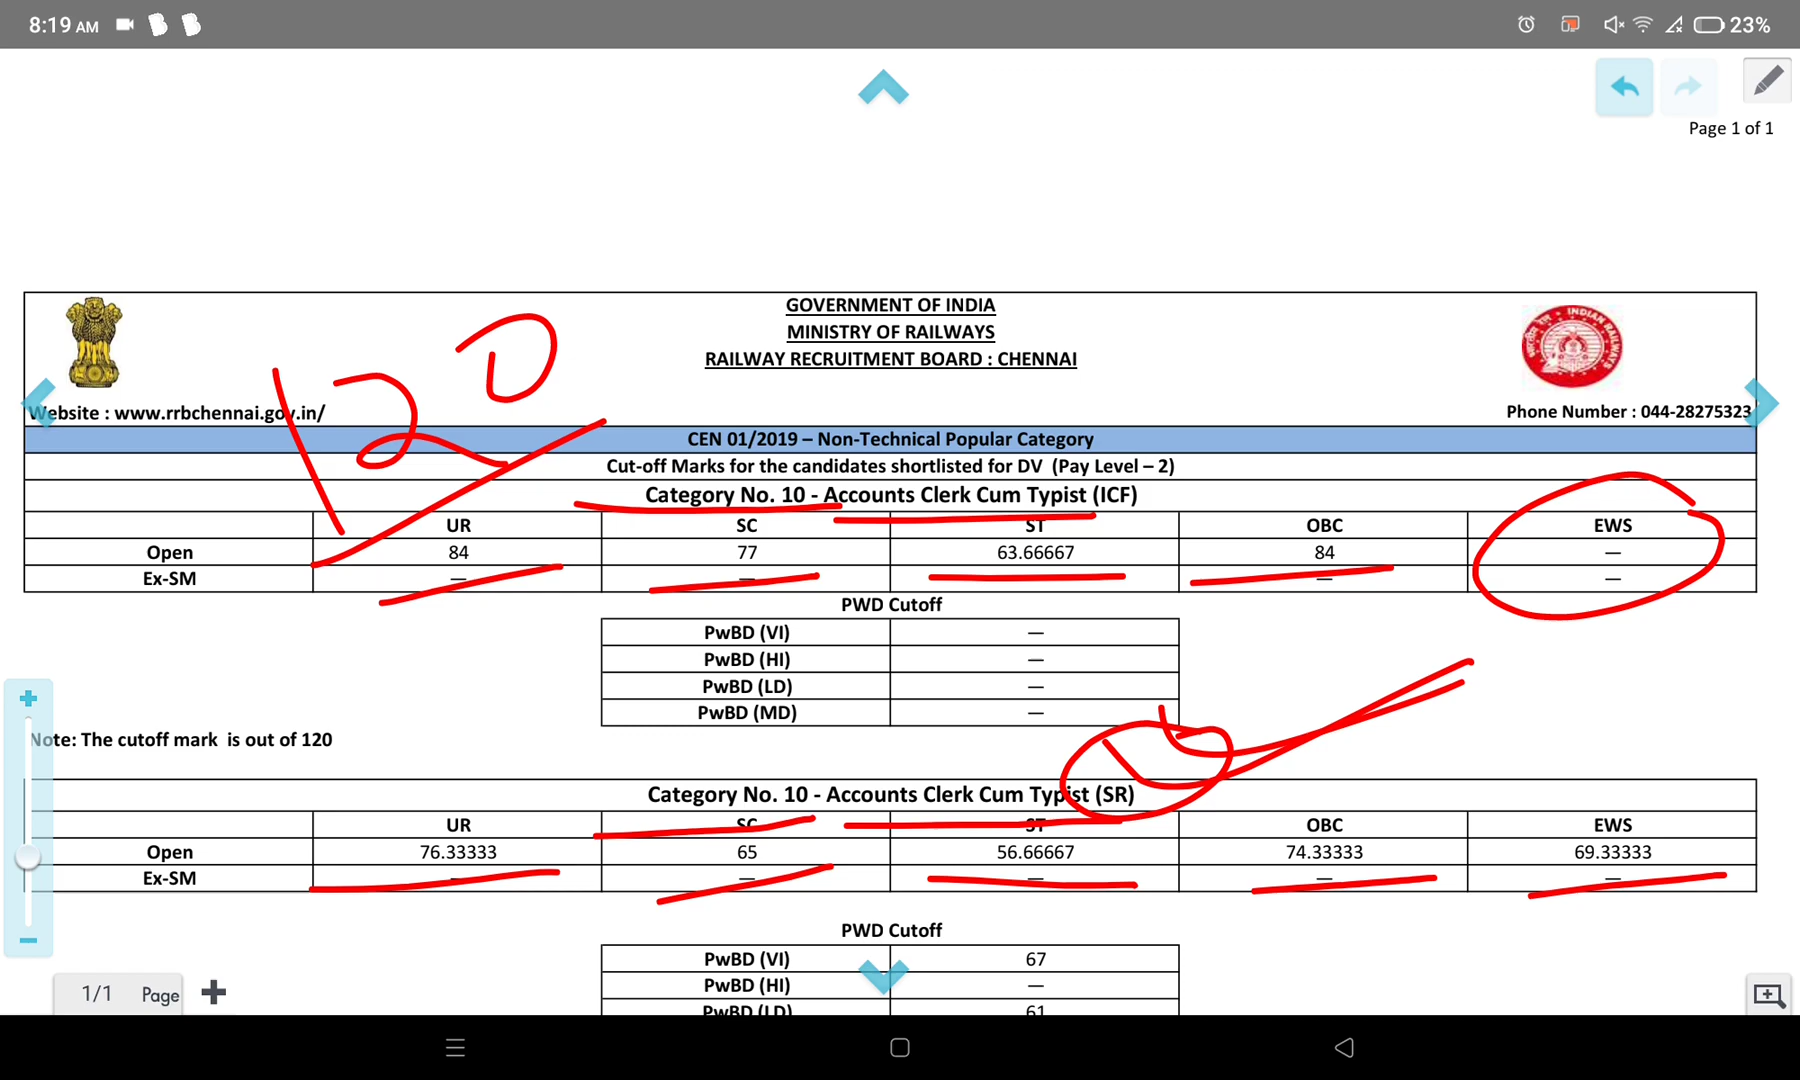 8:19 AM
23%
Page 1 of 1
GOVERNMENT OF INDIA
MINISTRY OF RAILWAYS
RAILWAY RECRUITMENT BOARD : CHENNAI
INDIAN RAILWAYS
120
Website : www.rrbchennai.gov.in/ Phone Number : 044-28275323
CEN 01/2019 – Non-Technical Popular Category
Cut-off Marks for the candidates shortlisted for DV (Pay Level – 2)
Category No. 10 - Accounts Clerk Cum Typist (ICF)
UR SC ST OBC EWS
Open 84 77 63.66667 84 —
Ex-SM — — — — —
PWD Cutoff
PwBD (VI) —
PwBD (HI) —
PwBD (LD) —
PwBD (MD) —
Note: The cutoff mark is out of 120
Category No. 10 - Accounts Clerk Cum Typist (SR)
UR SC ST OBC EWS
Open 76.33333 65 56.66667 74.33333 69.33333
Ex-SM — — — — —
PWD Cutoff
PwBD (VI) 67
PwBD (HI) —
PwBD (LD) 61
1/1 Page